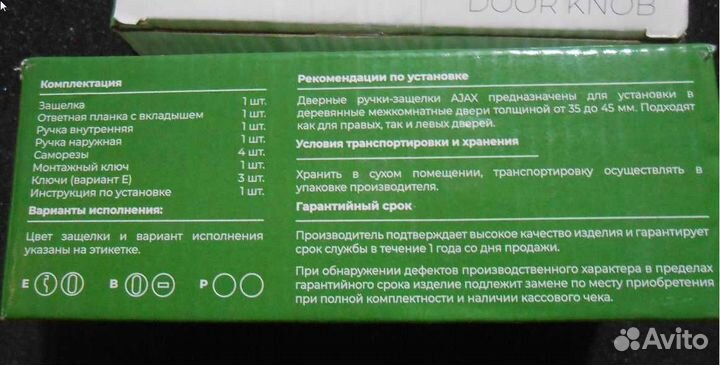 DOOR KNOB
Комплектация
Защелка 1 шт.
Ответная планка с вкладышем 1 шт.
Ручка внутренняя 1 шт.
Ручка наружная 1 шт.
Саморезы 4 шт.
Монтажный ключ 1 шт.
Ключи (вариант Е) 3 шт.
Инструкция по установке 1 шт.
Варианты исполнения:
Цвет защелки и вариант исполнения
указаны на этикетке.
E B P
Рекомендации по установке
Дверные ручки-защелки AJAX предназначены для установки в
деревянные межкомнатные двери толщиной от 35 до 45 мм. Подходят
как для правых, так и левых дверей.
Условия транспортировки и хранения
Хранить в сухом помещении, транспортировку осуществлять в
упаковке производителя.
Гарантийный срок
Производитель подтверждает высокое качество изделия и гарантирует
срок службы в течение 1 года со дня продажи.
При обнаружении дефектов производственного характера в пределах
гарантийного срока изделие подлежит замене по месту приобретения
при полной комплектности и наличии кассового чека.
Avito